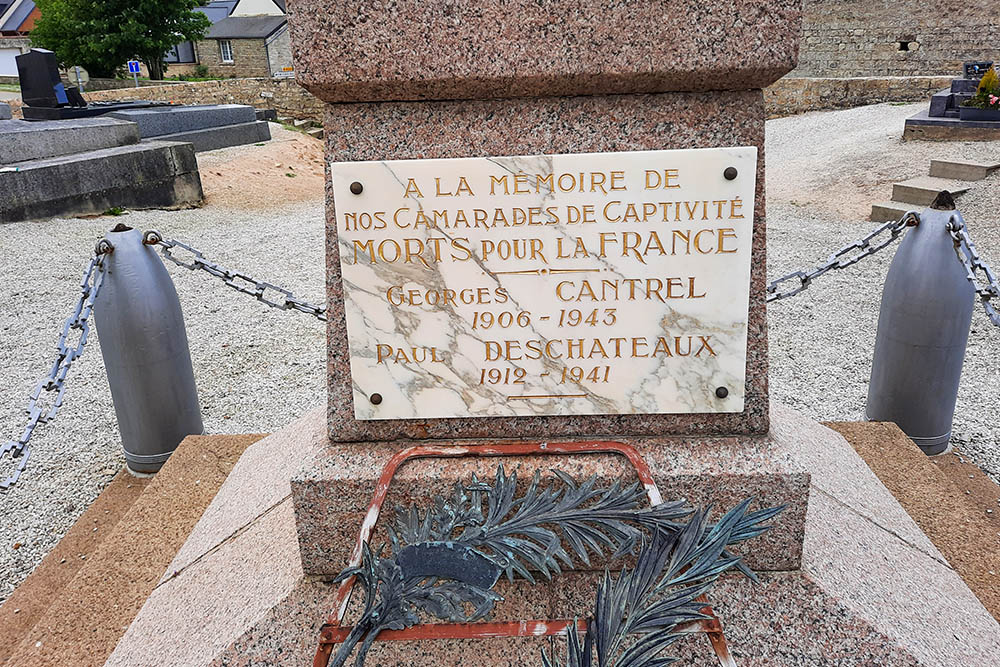 A LA MÉMOIRE DE
NOS CAMARADES DE CAPTIVITÉ
MORTS POUR LA FRANCE
GEORGES CANTREL
1906 - 1943
PAUL DESCHATEAUX
1912 - 1941